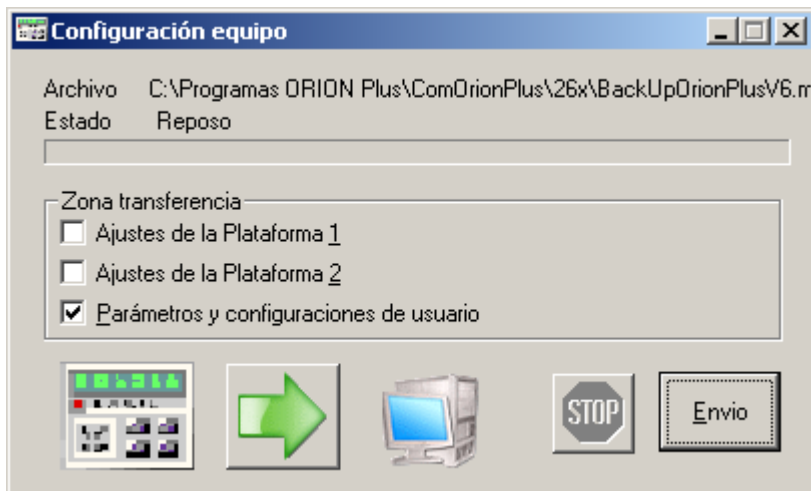 Configuración equipo
Archivo C:\Programas ORION Plus\ComOrionPlus\26x\BackUpOrionPlusV6.m
Estado Reposo
Zona transferencia
Ajustes de la Plataforma 1
Ajustes de la Plataforma 2
Parámetros y configuraciones de usuario
STOP
Envio